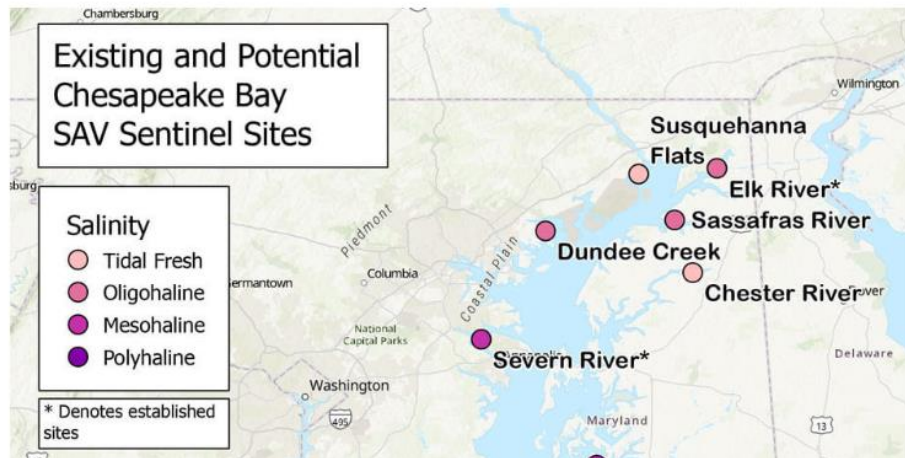 Chambersburg
Existing and Potential
Chesapeake Bay
SAV Sentinel Sites
Wilmington
Susquehanna
Flats
Elk River*
Sassafras River
Dundee Creek
Chester River
Severn River*
Piedmont
Coastal Plain
Columbia
National
Capital Parks
Washington
495
Maryland
Delaware
13
Salinity
Tidal Fresh
Oligohaline
Mesohaline
Polyhaline
* Denotes established
sites